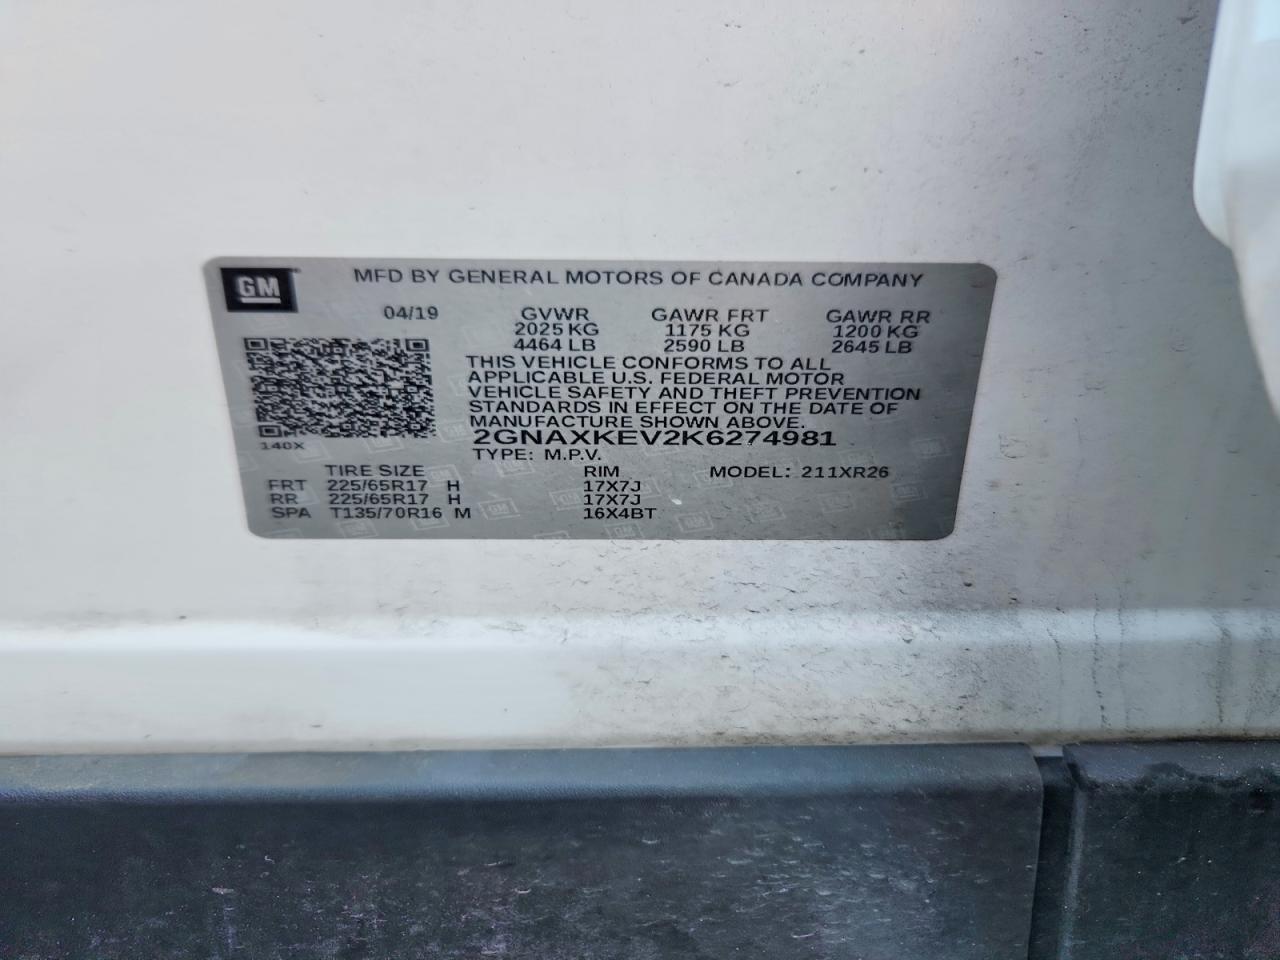 GM
MFD BY GENERAL MOTORS OF CANADA COMPANY
04/19 GVWR GAWR FRT GAWR RR
2025 KG 1175 KG 1200 KG
4464 LB 2590 LB 2645 LB
THIS VEHICLE CONFORMS TO ALL
APPLICABLE U.S. FEDERAL MOTOR
VEHICLE SAFETY AND THEFT PREVENTION
STANDARDS IN EFFECT ON THE DATE OF
MANUFACTURE SHOWN ABOVE.
2GNAXKEV2K6274981
140X
TYPE: M.P.V.
TIRE SIZE RIM MODEL: 211XR26
FRT 225/65R17 H 17X7J
RR 225/65R17 H 17X7J
SPA T135/70R16 M 16X4BT